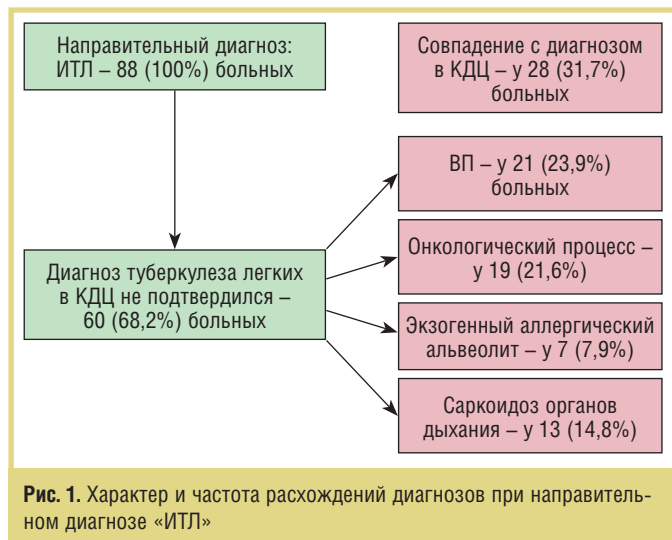 Направительный диагноз:
ИТЛ – 88 (100%) больных
Совпадение с диагнозом
в КДЦ – у 28 (31,7%)
больных
ВП – у 21 (23,9%)
больных
Онкологический процесс –
у 19 (21,6%)
Диагноз туберкулеза легких
в КДЦ не подтвердился –
60 (68,2%) больных
Экзогенный аллергический
альвеолит – у 7 (7,9%)
Саркоидоз органов
дыхания – у 13 (14,8%)
Рис. 1. Характер и частота расхождений диагнозов при направитель-
ном диагнозе «ИТЛ»